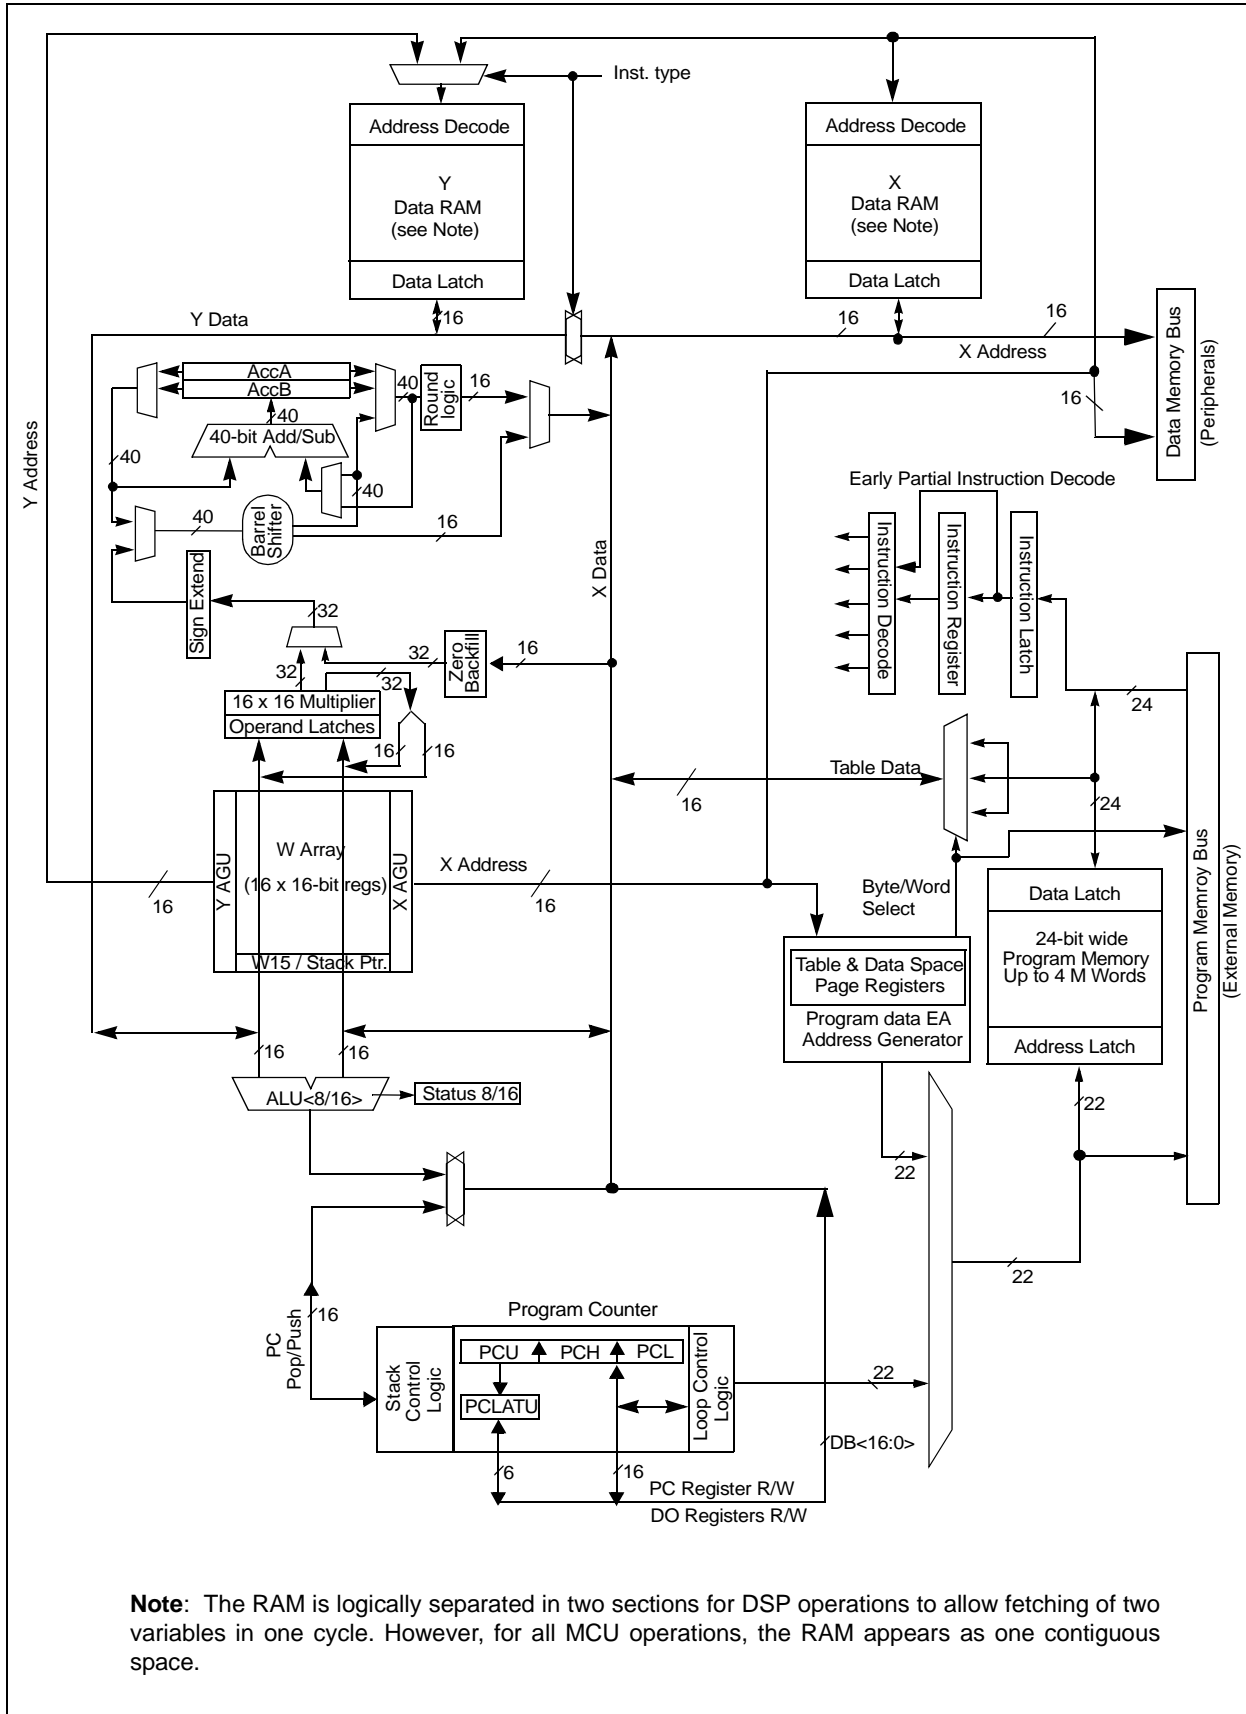 Inst. type
Address Decode
Y
Data RAM
(see Note)
Data Latch
Address Decode
X
Data RAM
(see Note)
Data Latch
16
Y Data
16
16
X Address
16
Data Memory Bus
(Peripherals)
Y Address
AccA
AccB
40
40
Round
logic
16
40-bit Add/Sub
40
40
40
Barrel
Shifter
16
X Data
Sign Extend
32
32
32
32
Zero
Backfill
16
16 x 16 Multiplier
Operand Latches
16
16
Early Partial Instruction Decode
Instruction Decode
Instruction Register
Instruction Latch
24
Table Data
16
24
Y AGU
W Array
(16 x 16-bit regs)
X AGU
W15 / Stack Ptr.
16
X Address
16
Byte/Word
Select
Table & Data Space
Page Registers
Program data EA
Address Generator
Data Latch
24-bit wide
Program Memory
Up to 4 M Words
Address Latch
Program Memroy Bus
(External Memory)
16
16
ALU<8/16>
Status 8/16
22
22
22
PC
Pop/Push
16
Program Counter
Stack
Control
Logic
PCU
PCH
PCL
PCLATU
Loop Control
Logic
22
6
16
DB<16:0>
PC Register R/W
DO Registers R/W
Note: The RAM is logically separated in two sections for DSP operations to allow fetching of two
variables in one cycle. However, for all MCU operations, the RAM appears as one contiguous
space.